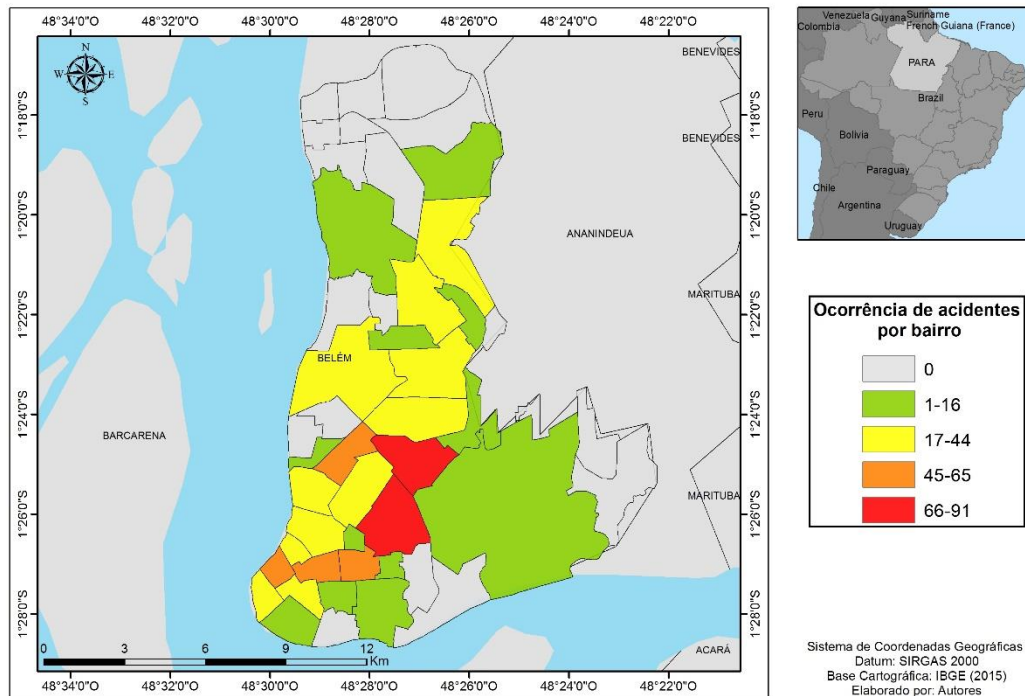 48°34'0"W 48°32'0"W 48°30'0"W 48°28'0"W 48°26'0"W 48°24'0"W 48°22'0"W
N
W E
S
BENEVIDES
BENEVIDES
ANANINDEUA
MARITUBA
BELÉM
BARCARENA
MARITUBA
ACARÁ
1°18'0"S 1°18'0"S
1°20'0"S 1°20'0"S
1°22'0"S 1°22'0"S
1°24'0"S 1°24'0"S
1°26'0"S 1°26'0"S
1°28'0"S 1°28'0"S
0 3 6 9 12
Km
48°34'0"W 48°32'0"W 48°30'0"W 48°28'0"W 48°26'0"W 48°24'0"W 48°22'0"W
Venezuela Guyana Suriname
Colombia French Guiana (France)
PARA
Brazil
Peru
Bolivia
Paraguay
Chile
Argentina
Uruguay
Ocorrência de acidentes
por bairro
0
1-16
17-44
45-65
66-91
Sistema de Coordenadas Geográficas
Datum: SIRGAS 2000
Base Cartográfica: IBGE (2015)
Elaborado por: Autores